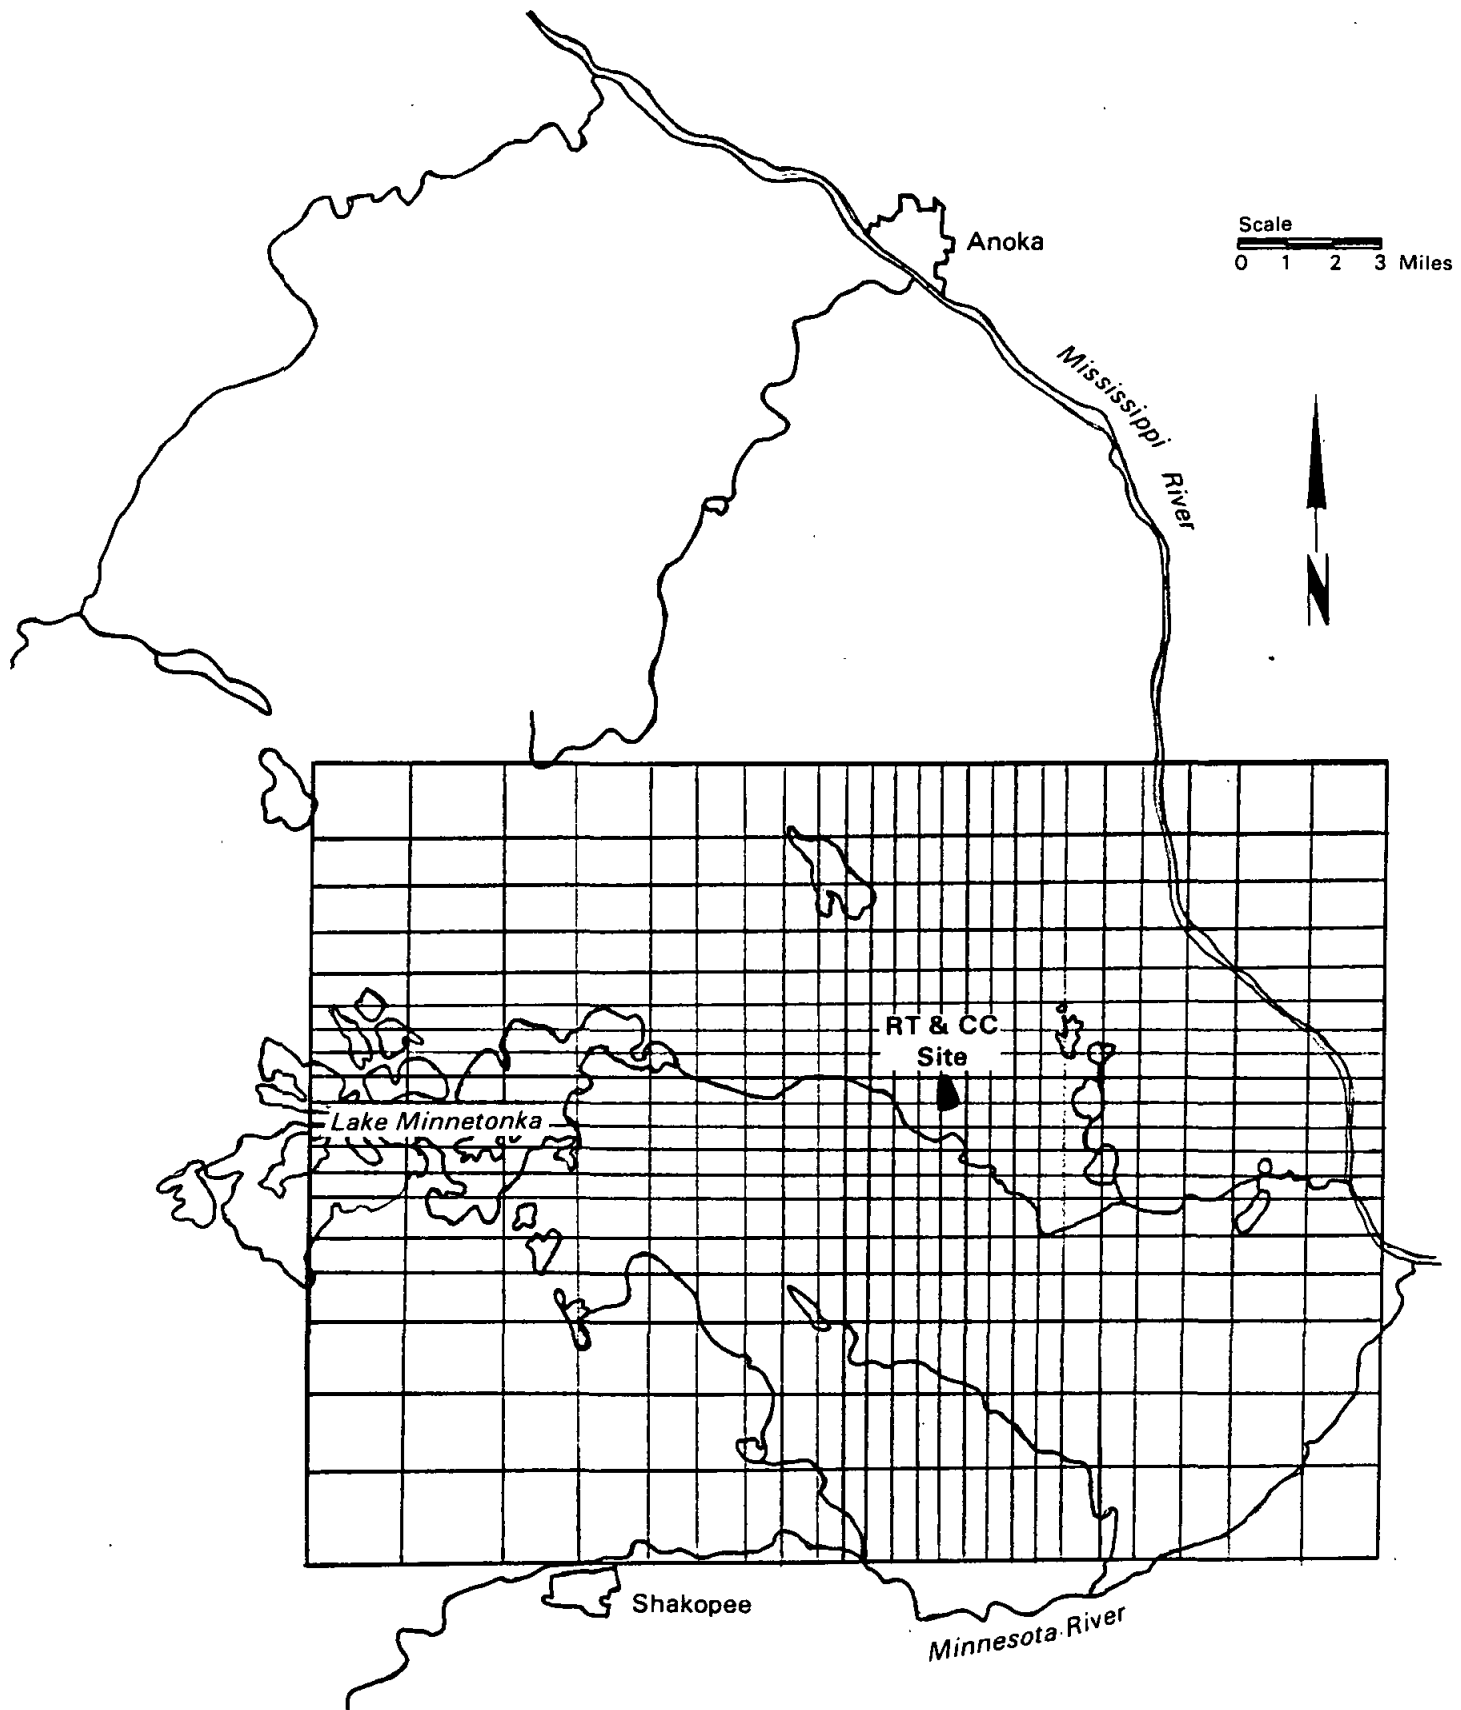 Scale
0 1 2 3 Miles
Anoka
Mississippi River
N
RT & CC
Site
Lake Minnetonka
Shakopee
Minnesota River